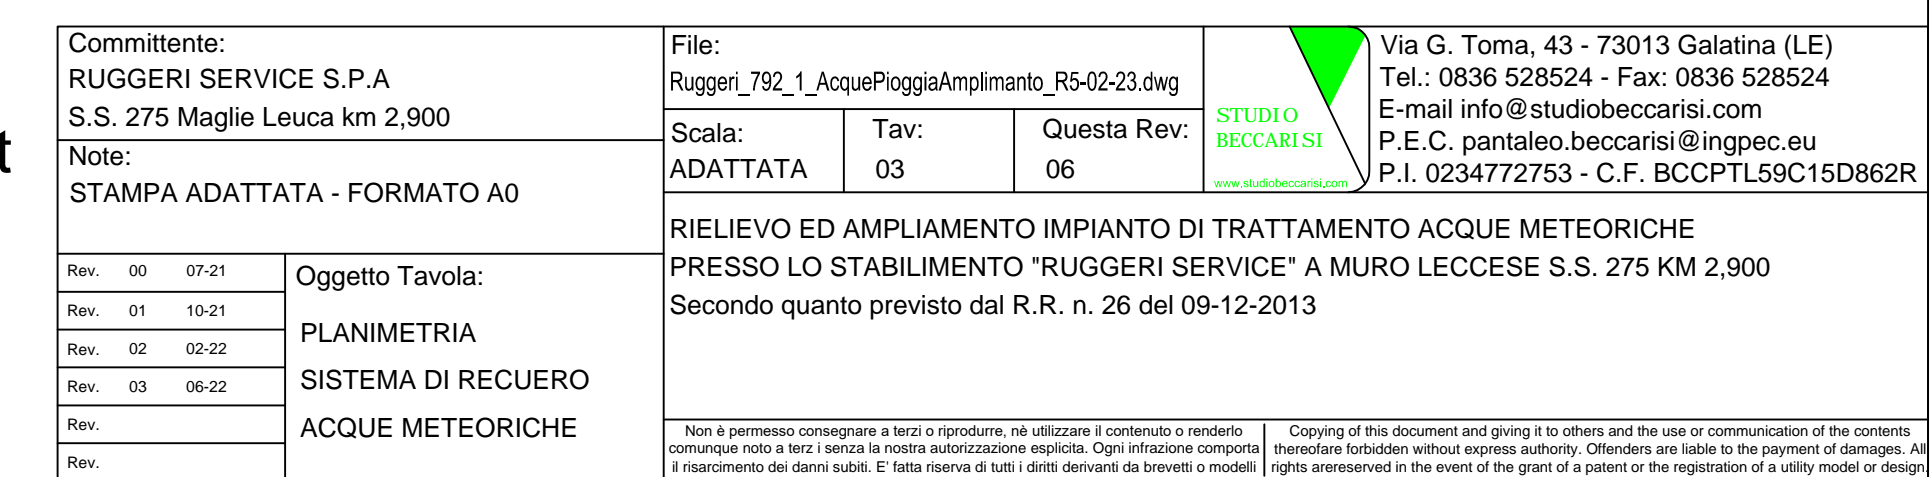 t
Committente:
RUGGERI SERVICE S.P.A
S.S. 275 Maglie Leuca km 2,900
Note:
STAMPA ADATTATA - FORMATO A0
Rev. 00 07-21
Rev. 01 10-21
Rev. 02 02-22
Rev. 03 06-22
Rev.
Rev.
Oggetto Tavola:
PLANIMETRIA
SISTEMA DI RECUERO
ACQUE METEORICHE
File:
Ruggeri_792_1_AcquePioggiaAmplimanto_R5-02-23.dwg
Scala:
ADATTATA
Tav:
03
Questa Rev:
06
STUDIO
BECCARISI
www.studiobeccarisi.com
Via G. Toma, 43 - 73013 Galatina (LE)
Tel.: 0836 528524 - Fax: 0836 528524
E-mail info@studiobeccarisi.com
P.E.C. pantaleo.beccarisi@ingpec.eu
P.I. 0234772753 - C.F. BCCPTL59C15D862R
RIELIEVO ED AMPLIAMENTO IMPIANTO DI TRATTAMENTO ACQUE METEORICHE
PRESSO LO STABILIMENTO "RUGGERI SERVICE" A MURO LECCESE S.S. 275 KM 2,900
Secondo quanto previsto dal R.R. n. 26 del 09-12-2013
Non è permesso consegnare a terzi o riprodurre, nè utilizzare il contenuto o renderlo
comunque noto a terz i senza la nostra autorizzazione esplicita. Ogni infrazione comporta
il risarcimento dei danni subiti. E' fatta riserva di tutti i diritti derivanti da brevetti o modelli
Copying of this document and giving it to others and the use or communication of the contents
thereofare forbidden without express authority. Offenders are liable to the payment of damages. All
rights arereserved in the event of the grant of a patent or the registration of a utility model or design.